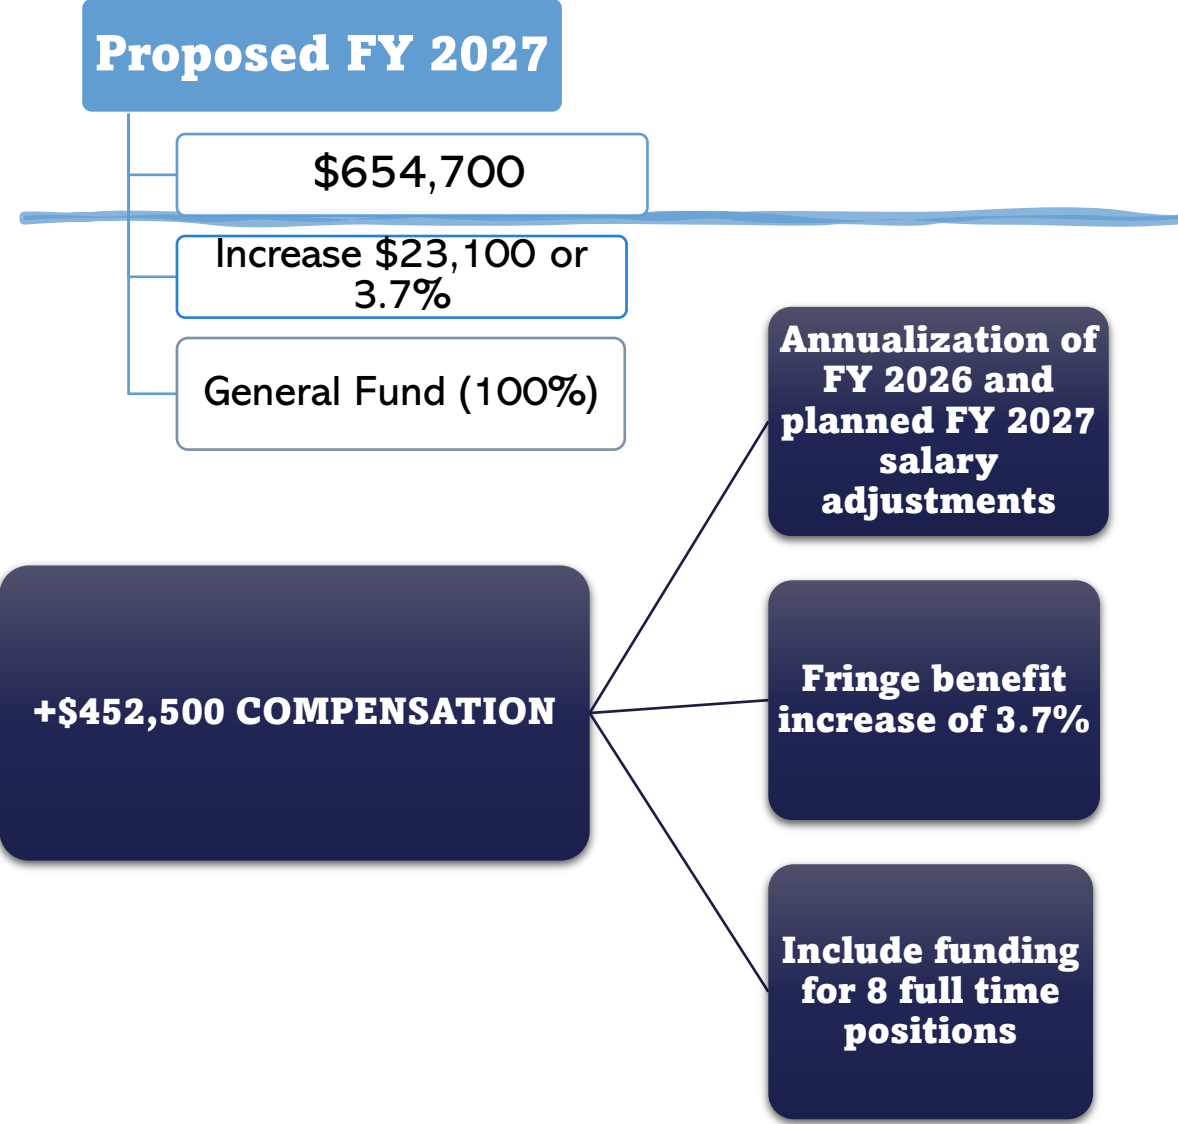 Proposed FY 2027
$654,700
Increase $23,100 or
3.7%
General Fund (100%)
+$452,500 COMPENSATION
Annualization of
FY 2026 and
planned FY 2027
salary
adjustments
Fringe benefit
increase of 3.7%
Include funding
for 8 full time
positions